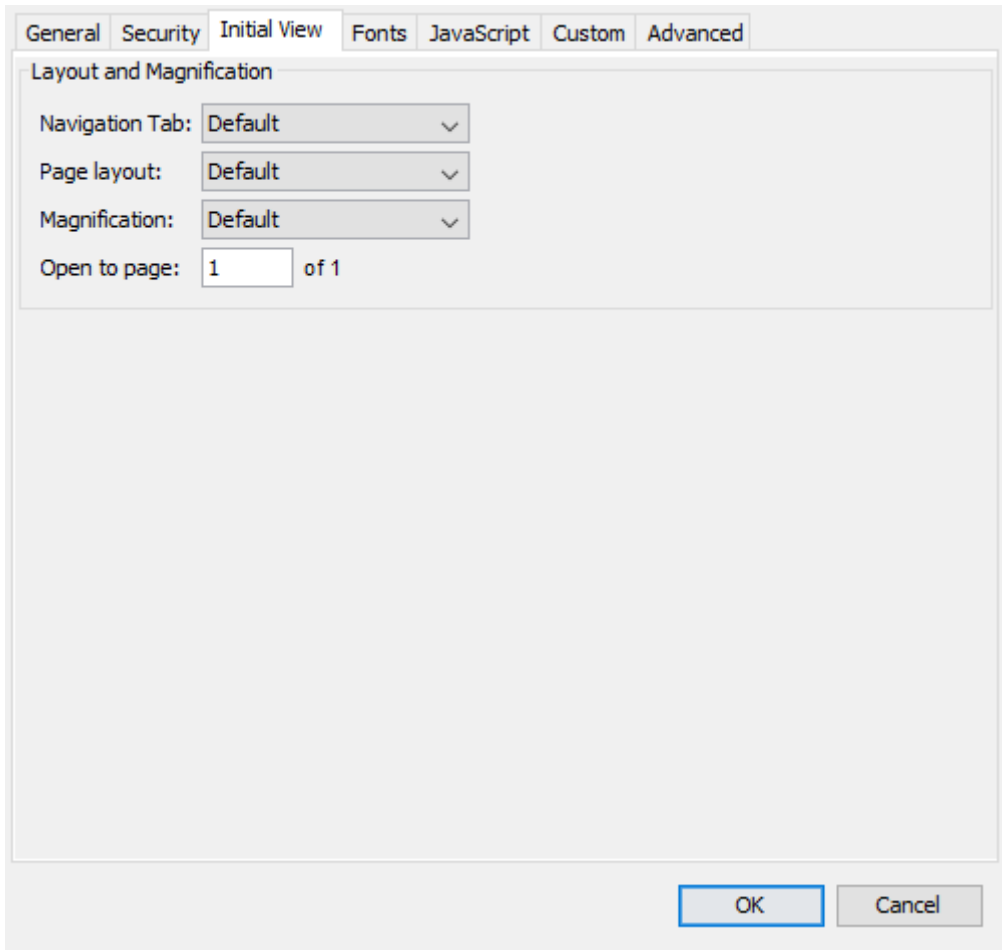 General Security Initial View Fonts JavaScript Custom Advanced
Layout and Magnification
Navigation Tab: Default
Page layout: Default
Magnification: Default
Open to page: 1 of 1
OK Cancel